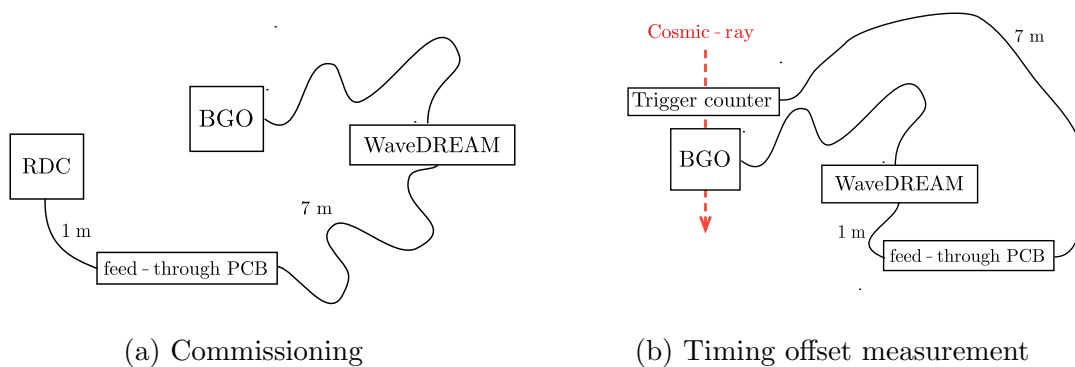 BGO
WaveDREAM
RDC
7 m
1 m
feed - through PCB
(a) Commissioning
Cosmic - ray
7 m
Trigger counter
BGO
WaveDREAM
1 m
feed - through PCB
(b) Timing offset measurement